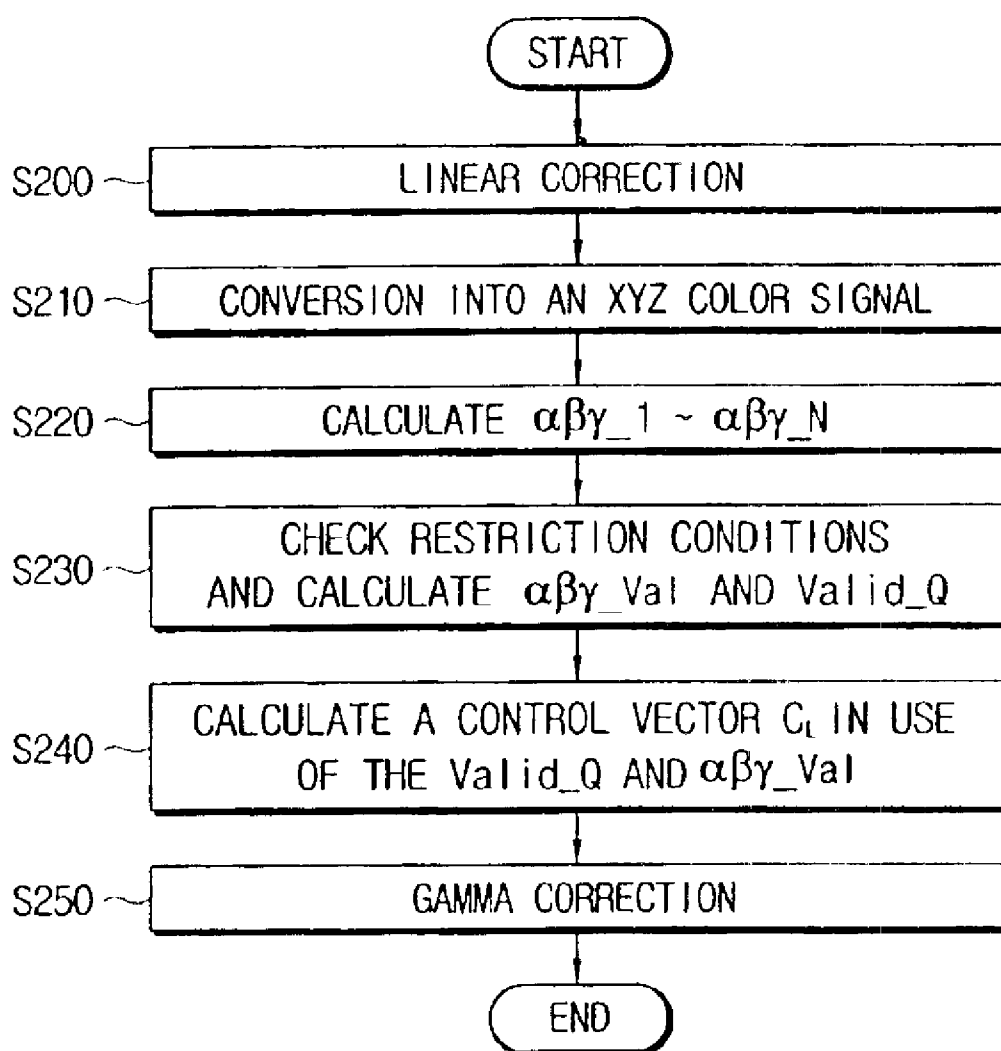 START
S200
LINEAR CORRECTION
S210
CONVERSION INTO AN XYZ COLOR SIGNAL
S220
CALCULATE αβγ_1 ~ αβγ_N
S230
CHECK RESTRICTION CONDITIONS
AND CALCULATE αβγ_Val AND Valid_Q
S240
CALCULATE A CONTROL VECTOR C_L IN USE
OF THE Valid_Q AND αβγ_Val
S250
GAMMA CORRECTION
END